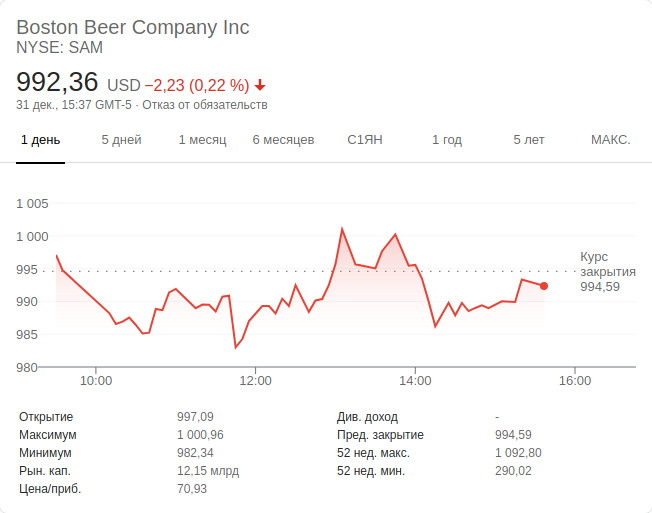 Boston Beer Company Inc
NYSE: SAM
992,36 USD −2,23 (0,22 %)
31 дек., 15:37 GMT-5 · Отказ от обязательств
1 день 5 дней 1 месяц 6 месяцев С1ЯН 1 год 5 лет МАКС.
1 005
1 000
995
990
985
980
Курс
закрытия
994,59
10:00 12:00 14:00 16:00
Открытие 997,09 Див. доход -
Максимум 1 000,96 Пред. закрытие 994,59
Минимум 982,34 52 нед. макс. 1 092,80
Рын. кап. 12,15 млрд 52 нед. мин. 290,02
Цена/приб. 70,93